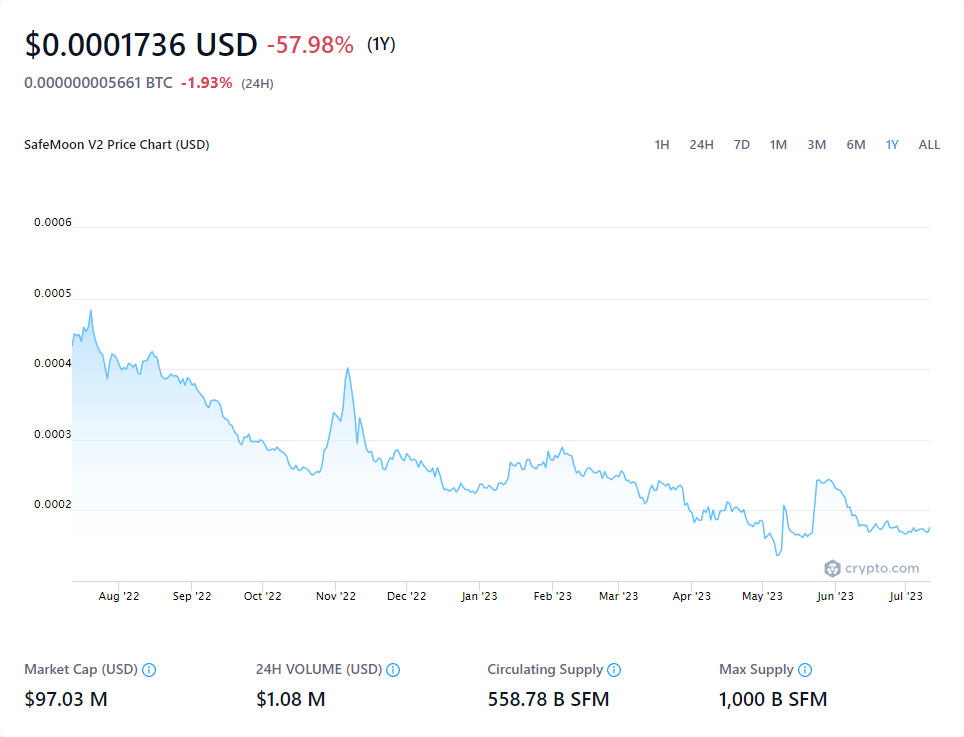 $0.0001736 USD -57.98% (1Y)
0.000000005661 BTC -1.93% (24H)
SafeMoon V2 Price Chart (USD) 1H 24H 7D 1M 3M 6M 1Y ALL
0.0006
0.0005
0.0004
0.0003
0.0002
crypto.com
Aug '22 Sep '22 Oct '22 Nov '22 Dec '22 Jan '23 Feb '23 Mar '23 Apr '23 May '23 Jun '23 Jul '23
Market Cap (USD) 24H VOLUME (USD) Circulating Supply Max Supply
$97.03 M $1.08 M 558.78 B SFM 1,000 B SFM